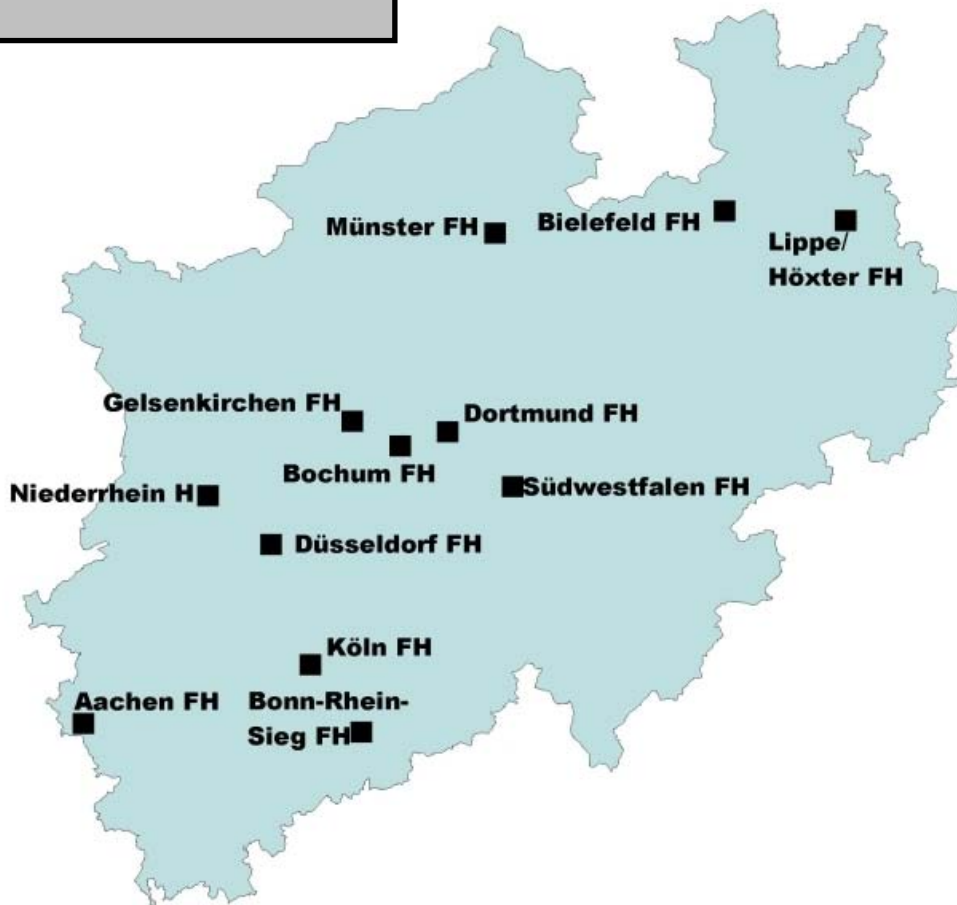 Münster FH
Bielefeld FH
Lippe/
Höxter FH
Gelsenkirchen FH
Dortmund FH
Bochum FH
Niederrhein H
Südwestfalen FH
Düsseldorf FH
Köln FH
Aachen FH
Bonn-Rhein-
Sieg FH